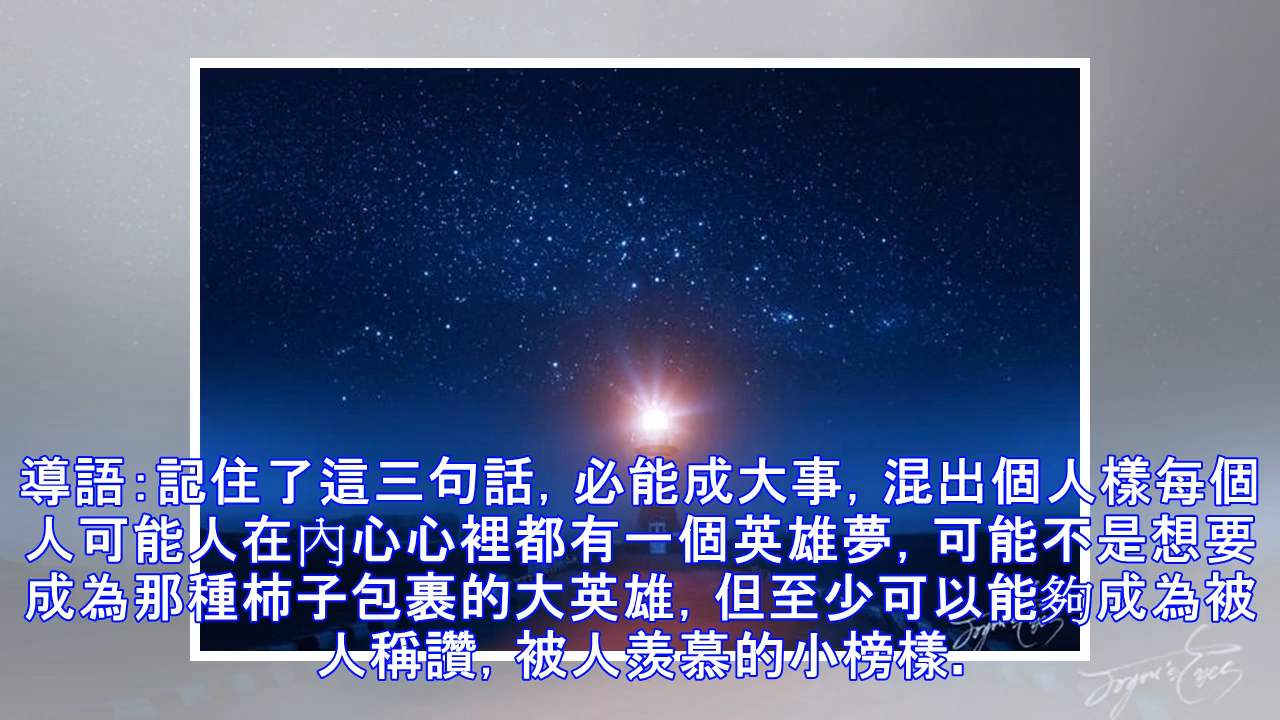 導語:記住了這三句話, 必能成大事, 混出個人樣每個
人可能人在內心心裡都有一個英雄夢, 可能不是想要
成為那種柿子包裹的大英雄, 但至少可以能夠成為被
人稱讚, 被人羨慕的小榜樣.